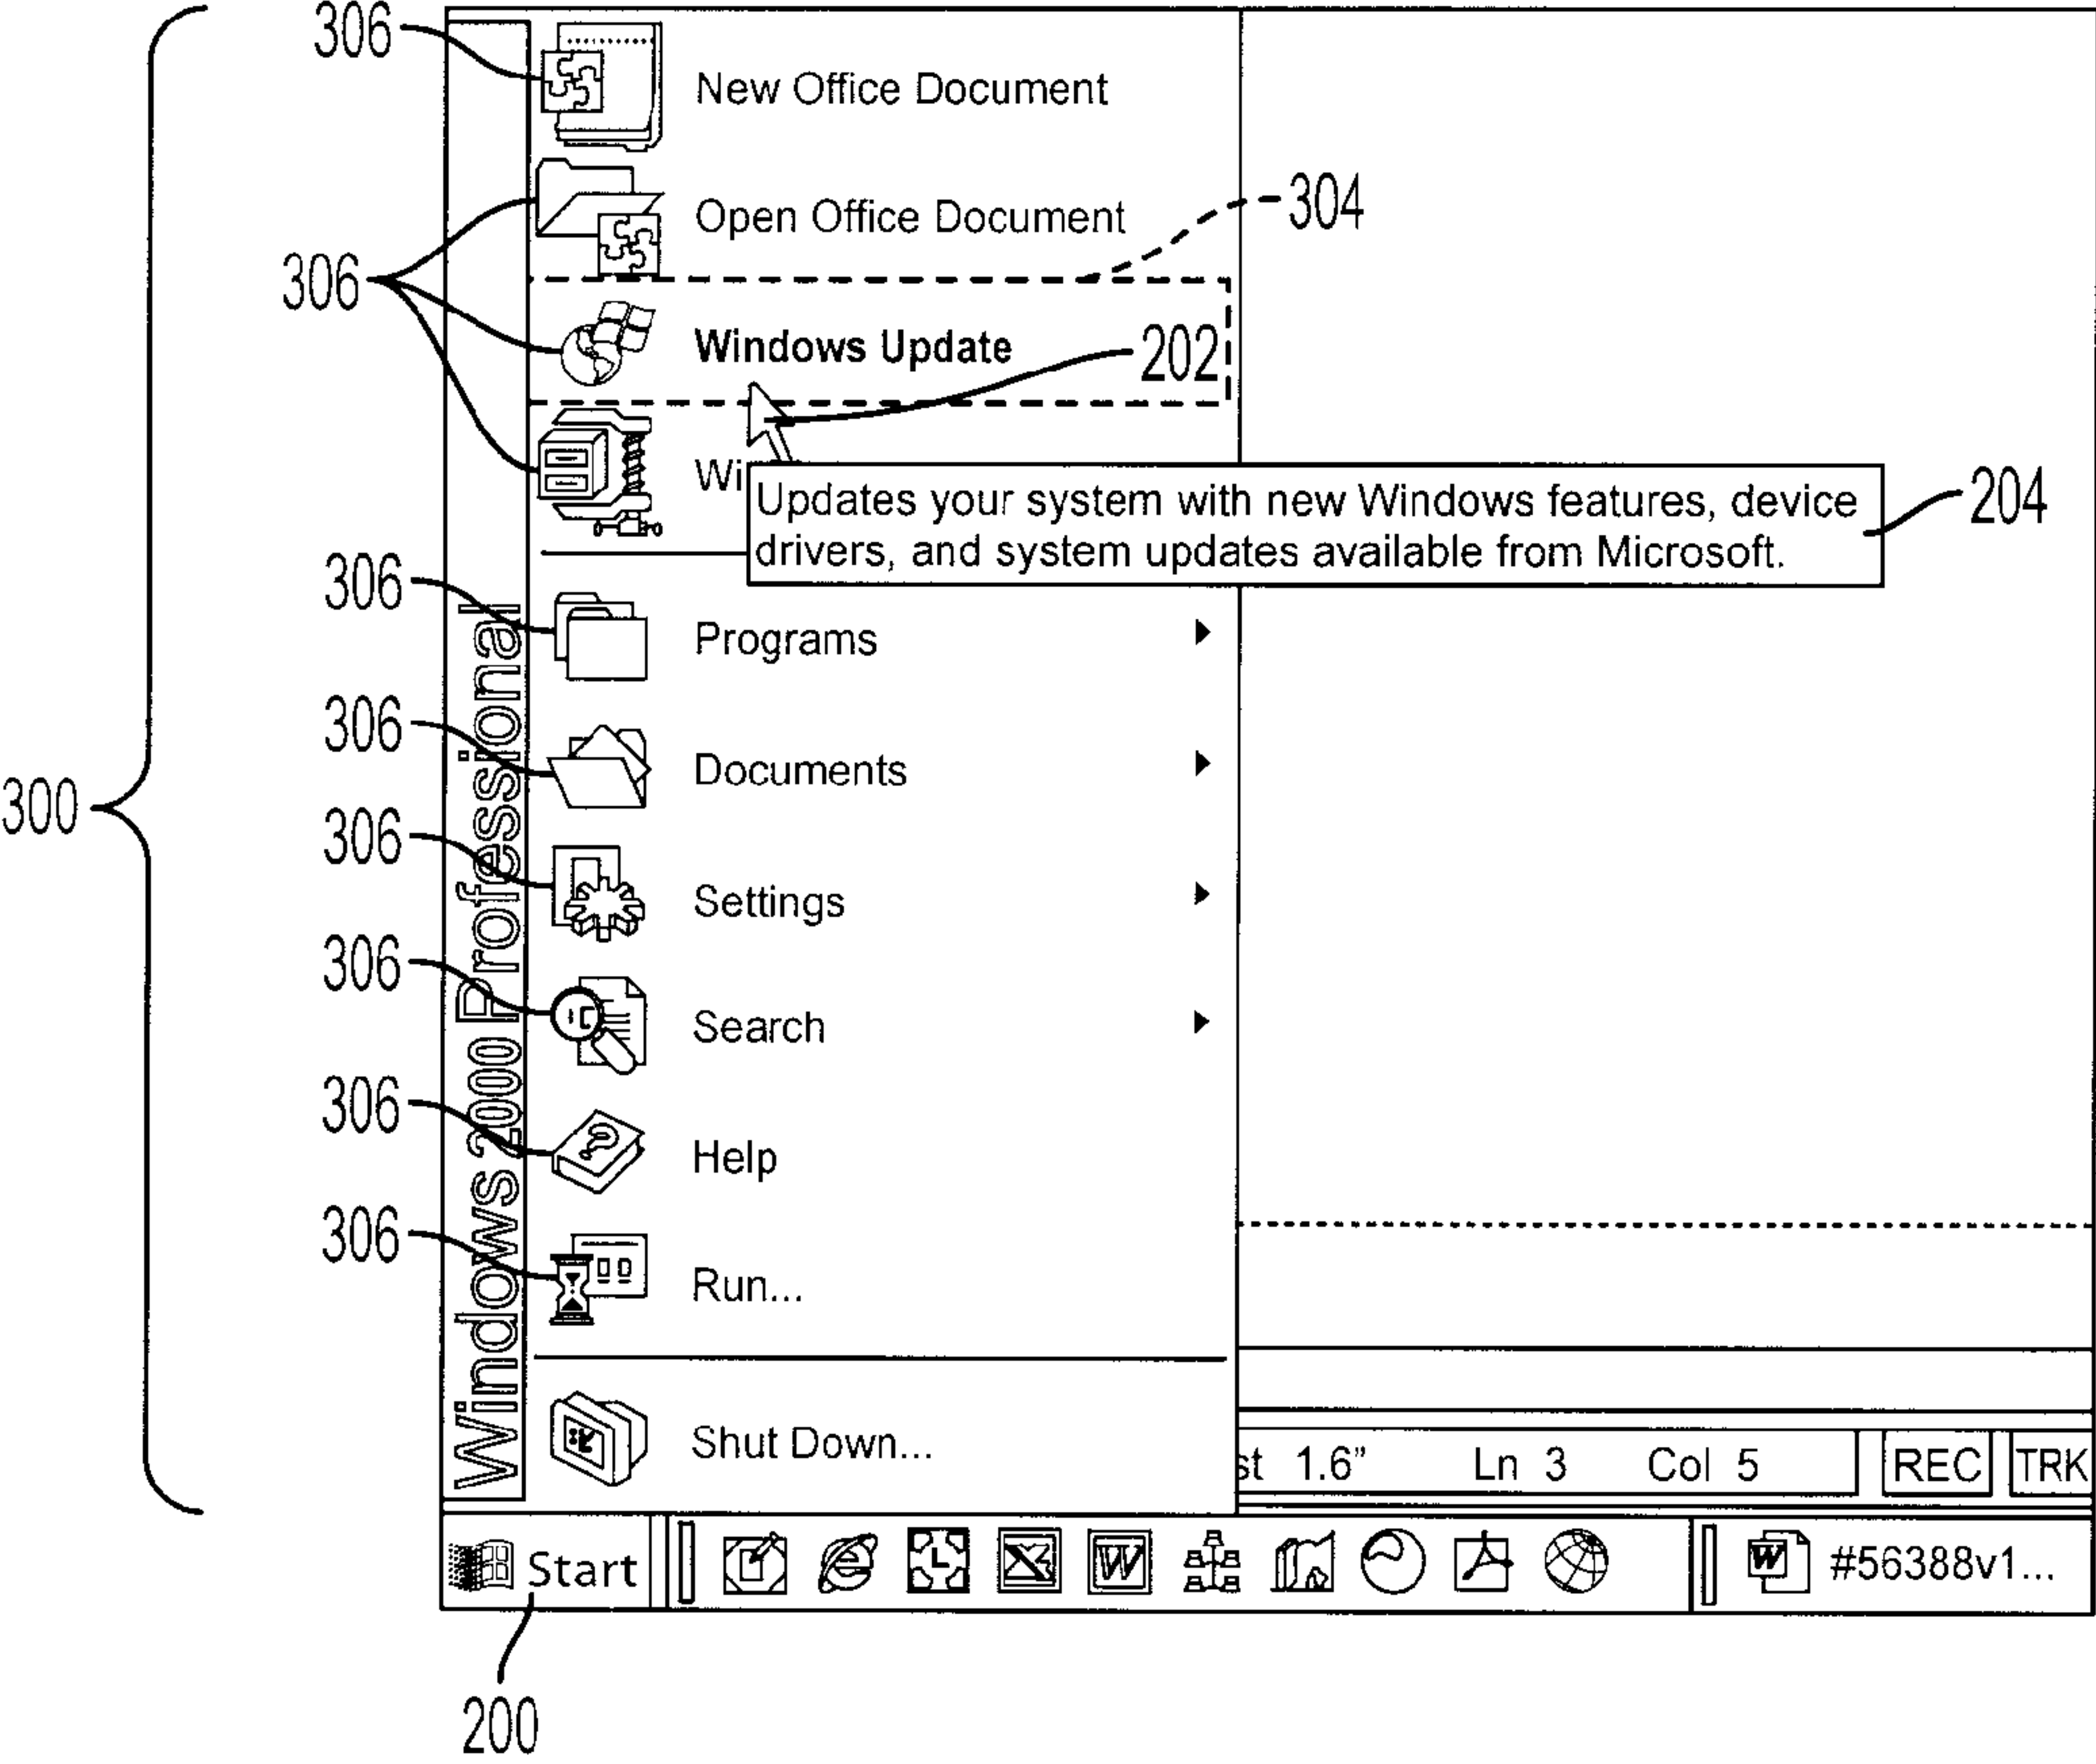 306
New Office Document
304
Open Office Document
306
Windows Update
202
Wi
Updates your system with new Windows features, device
drivers, and system updates available from Microsoft.
204
306
Programs
306
Documents
300
306
Settings
306
Search
306
Help
306
Run...
Shut Down...
Windows 2000 Professional
st 1.6” Ln 3 Col 5 REC TRK
Start
L
W
W
#56388v1...
200